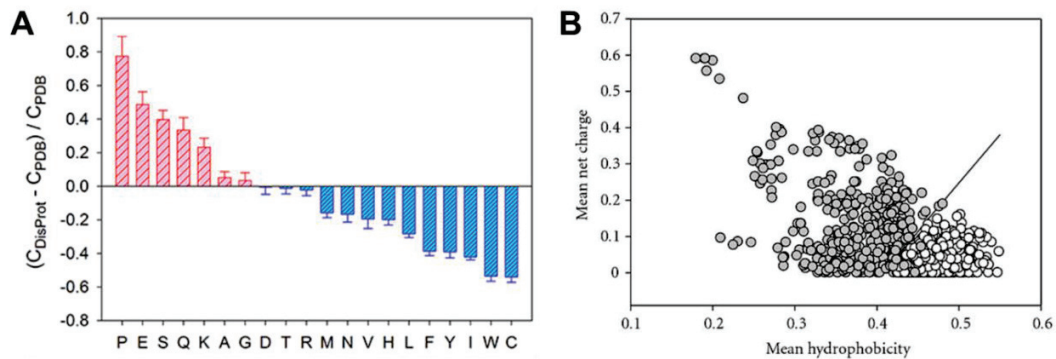 A
(C_DisProt - C_PDB) / C_PDB
1.0
0.8
0.6
0.4
0.2
0.0
-0.2
-0.4
-0.6
-0.8
P E S Q K A G D T R M N V H L F Y I W C
B
Mean net charge
0.7
0.6
0.5
0.4
0.3
0.2
0.1
0
0.1 0.2 0.3 0.4 0.5 0.6
Mean hydrophobicity